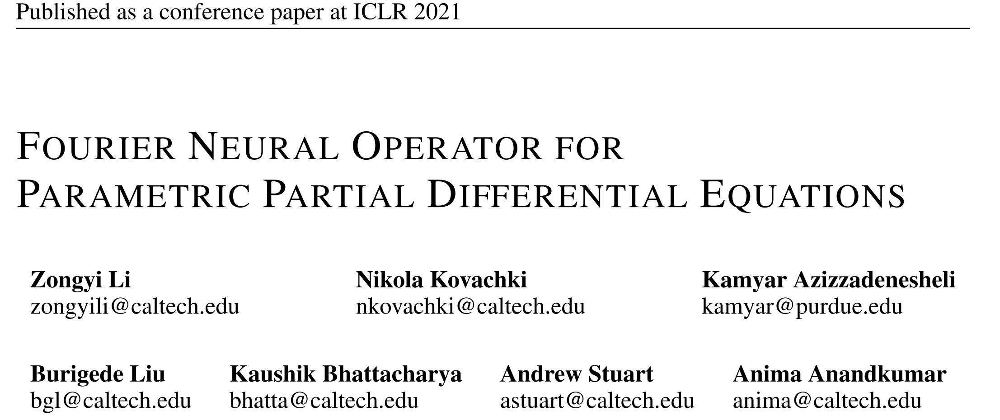 Published as a conference paper at ICLR 2021
FOURIER NEURAL OPERATOR FOR
PARAMETRIC PARTIAL DIFFERENTIAL EQUATIONS
Zongyi Li Nikola Kovachki Kamyar Azizzadenesheli
zongyili@caltech.edu nkovachki@caltech.edu kamyar@purdue.edu
Burigede Liu Kaushik Bhattacharya Andrew Stuart Anima Anandkumar
bgl@caltech.edu bhatta@caltech.edu astuart@caltech.edu anima@caltech.edu